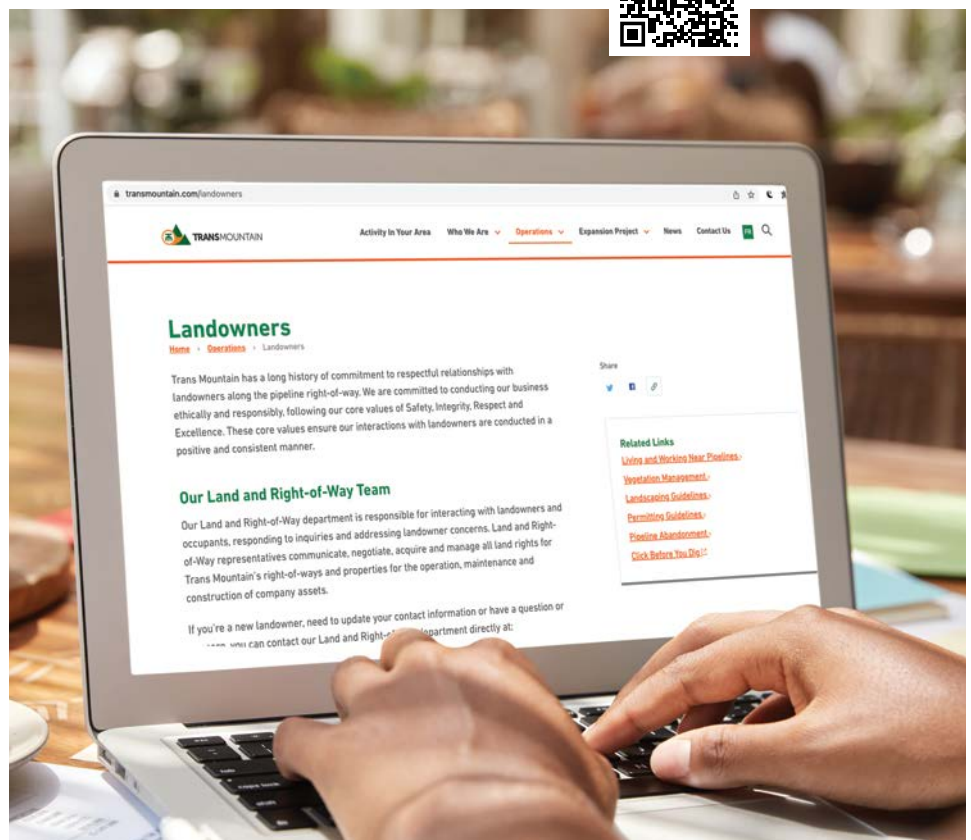 transmountain.com/landowners
TRANSMOUNTAIN
Activity In Your Area Who We Are Operations Expansion Project News Contact Us FR
Landowners
Home › Operations › Landowners
Trans Mountain has a long history of commitment to respectful relationships with
landowners along the pipeline right-of-way. We are committed to conducting our business
ethically and responsibly, following our core values of Safety, Integrity, Respect and
Excellence. These core values ensure our interactions with landowners are conducted in a
positive and consistent manner.
Our Land and Right-of-Way Team
Our Land and Right-of-Way department is responsible for interacting with landowners and
occupants, responding to inquiries and addressing landowner concerns. Land and Right-
of-Way representatives communicate, negotiate, acquire and manage all land rights for
Trans Mountain's right-of-ways and properties for the operation, maintenance and
construction of company assets.
If you're a new landowner, need to update your contact information or have a question or
you can contact our Land and Right- department directly at:
Share
Related Links
Living and Working Near Pipelines ›
Vegetation Management ›
Landscaping Guidelines ›
Permitting Guidelines ›
Pipeline Abandonment ›
Click Before You Dig